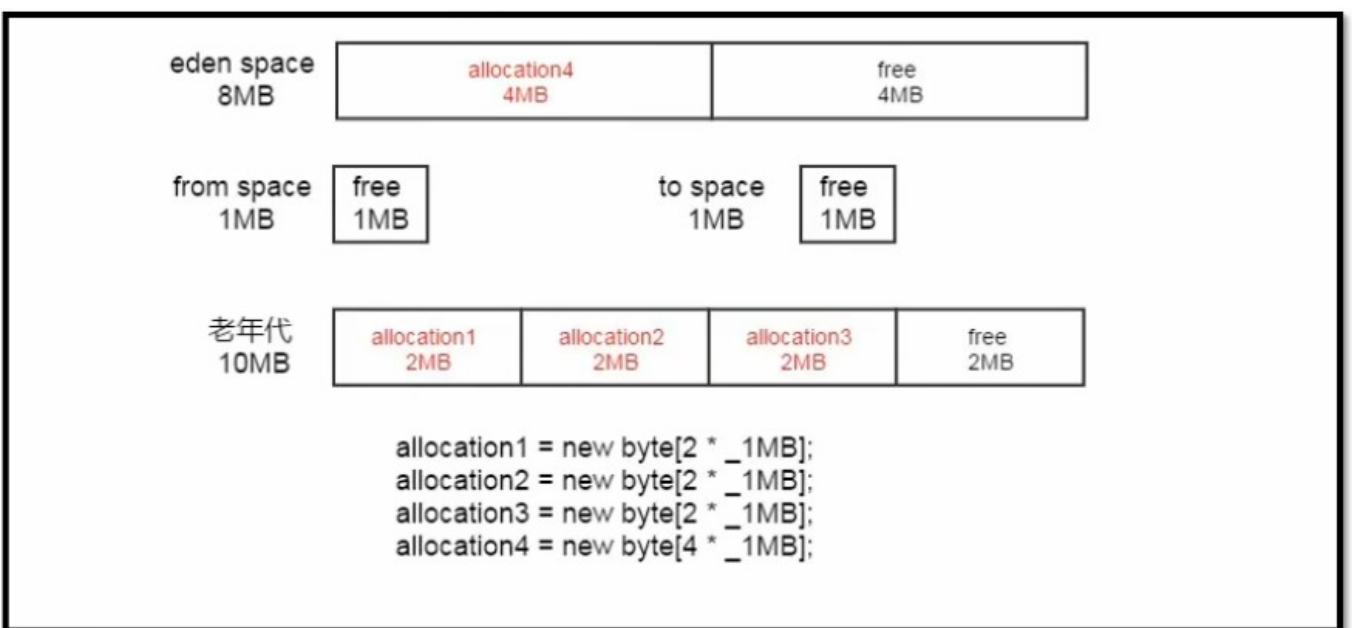 eden space
8MB
allocation4
4MB
free
4MB
from space
1MB
free
1MB
to space
1MB
free
1MB
老年代
10MB
allocation1
2MB
allocation2
2MB
allocation3
2MB
free
2MB
allocation1 = new byte[2 * _1MB];
allocation2 = new byte[2 * _1MB];
allocation3 = new byte[2 * _1MB];
allocation4 = new byte[4 * _1MB];